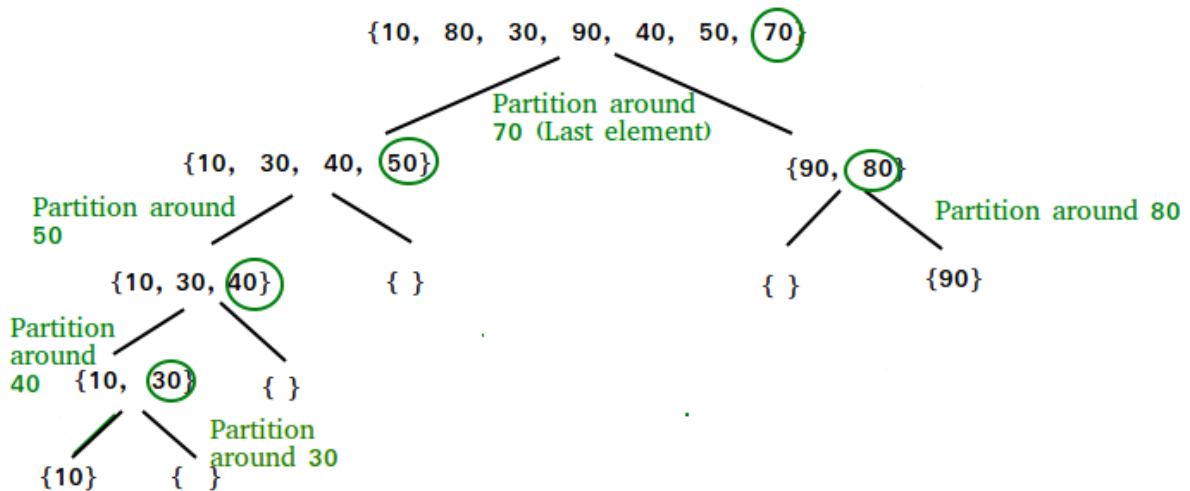 {10, 80, 30, 90, 40, 50, 70}
Partition around
70 (Last element)
{10, 30, 40, 50}
{90, 80}
Partition around
50
Partition around 80
{10, 30, 40}
{ }
{ }
{90}
Partition
around
40
{10, 30}
{ }
Partition
around 30
{10}
{ }